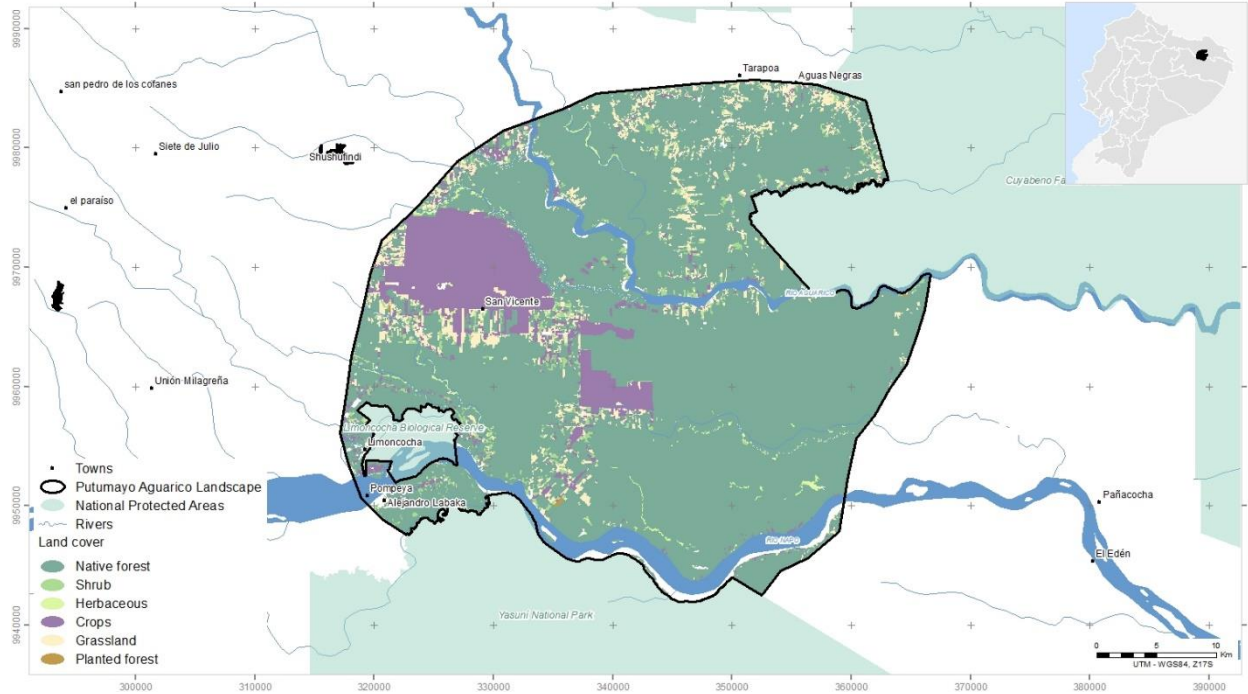 Tarapoa
Aguas Negras
san pedro de los cofanes
Siete de Julio
Shushufindi
Cuyabeno Fa
el paraíso
RIO AGUARICO
San Vicente
Unión Milagreña
Limoncocha Biological Reserve
Limoncocha
Pompeya
Alejandro Labaka
Pañacocha
RIO NAPO
El Edén
Yasuni National Park
Towns
Putumayo Aguarico Landscape
National Protected Areas
Rivers
Land cover
Native forest
Shrub
Herbaceous
Crops
Grassland
Planted forest
9990000
9980000
9970000
9960000
9950000
9940000
0 5 10
Km
UTM - WGS84, Z17S
300000 310000 320000 330000 340000 350000 360000 370000 380000 390000